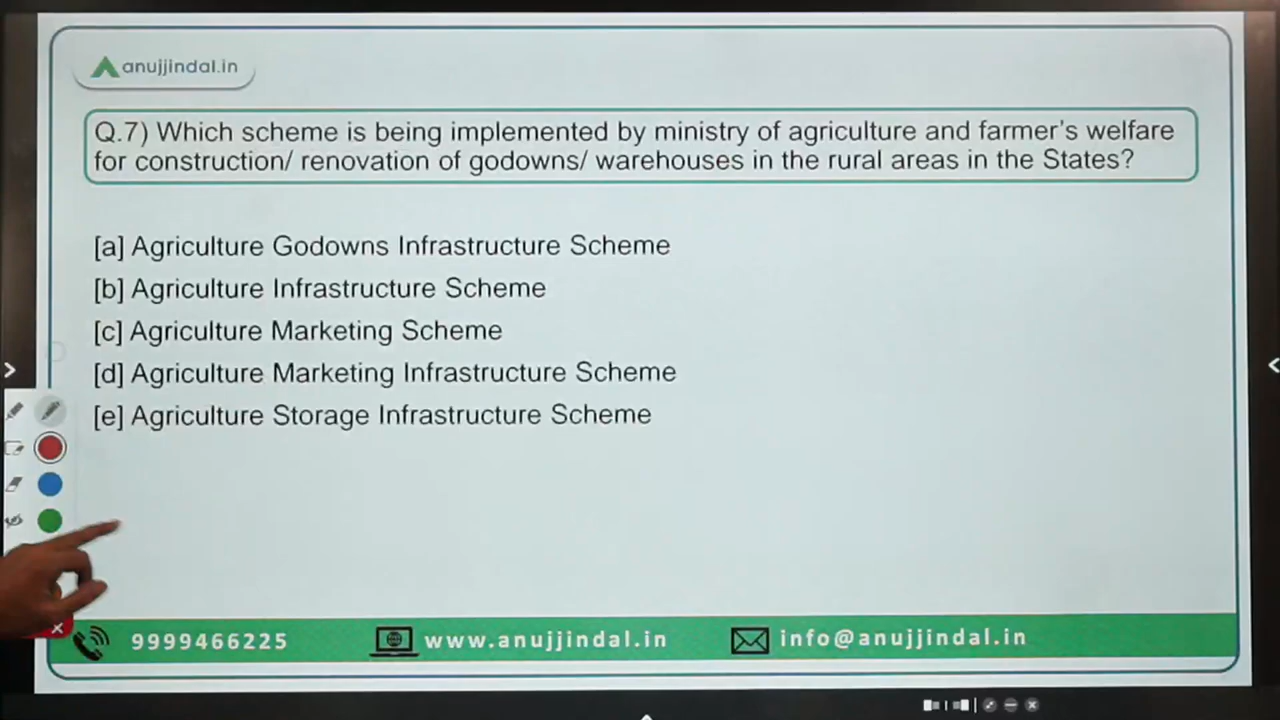 anujjindal.in
Q.7) Which scheme is being implemented by ministry of agriculture and farmer's welfare
for construction/ renovation of godowns/ warehouses in the rural areas in the States?
[a] Agriculture Godowns Infrastructure Scheme
[b] Agriculture Infrastructure Scheme
[c] Agriculture Marketing Scheme
[d] Agriculture Marketing Infrastructure Scheme
[e] Agriculture Storage Infrastructure Scheme
9999466225 www.anujjindal.in info@anujjindal.in